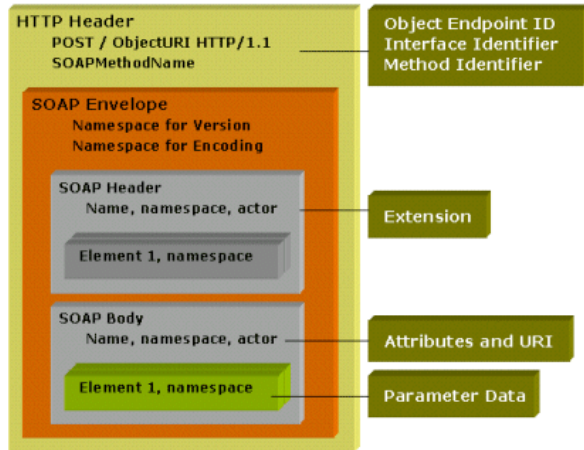 HTTP Header
POST / ObjectURI HTTP/1.1
SOAPMethodName
Object Endpoint ID
Interface Identifier
Method Identifier
SOAP Envelope
Namespace for Version
Namespace for Encoding
SOAP Header
Name, namespace, actor
Extension
Element 1, namespace
SOAP Body
Name, namespace, actor
Attributes and URI
Element 1, namespace
Parameter Data